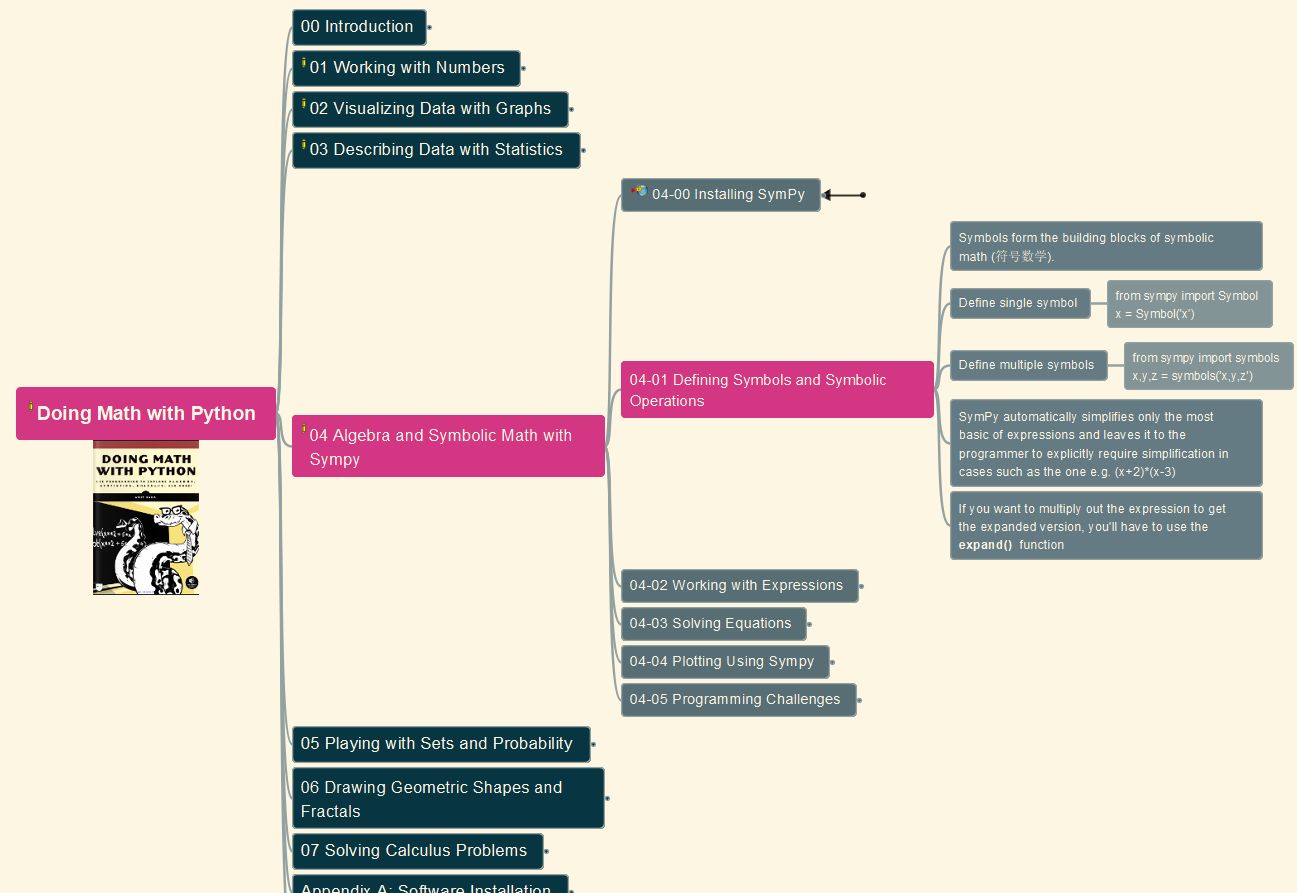 00 Introduction
01 Working with Numbers
02 Visualizing Data with Graphs
03 Describing Data with Statistics
04-00 Installing SymPy
Symbols form the building blocks of symbolic
math (符号数学).
Define single symbol
from sympy import Symbol
x = Symbol('x')
Define multiple symbols
from sympy import symbols
x,y,z = symbols('x,y,z')
04-01 Defining Symbols and Symbolic
Operations
SymPy automatically simplifies only the most
basic of expressions and leaves it to the
programmer to explicitly require simplification in
cases such as the one e.g. (x+2)*(x-3)
If you want to multiply out the expression to get
the expanded version, you'll have to use the
expand() function
Doing Math with Python
DOING MATH
WITH PYTHON
04 Algebra and Symbolic Math with
Sympy
04-02 Working with Expressions
04-03 Solving Equations
04-04 Plotting Using Sympy
04-05 Programming Challenges
05 Playing with Sets and Probability
06 Drawing Geometric Shapes and
Fractals
07 Solving Calculus Problems
Appendix A: Software Installation